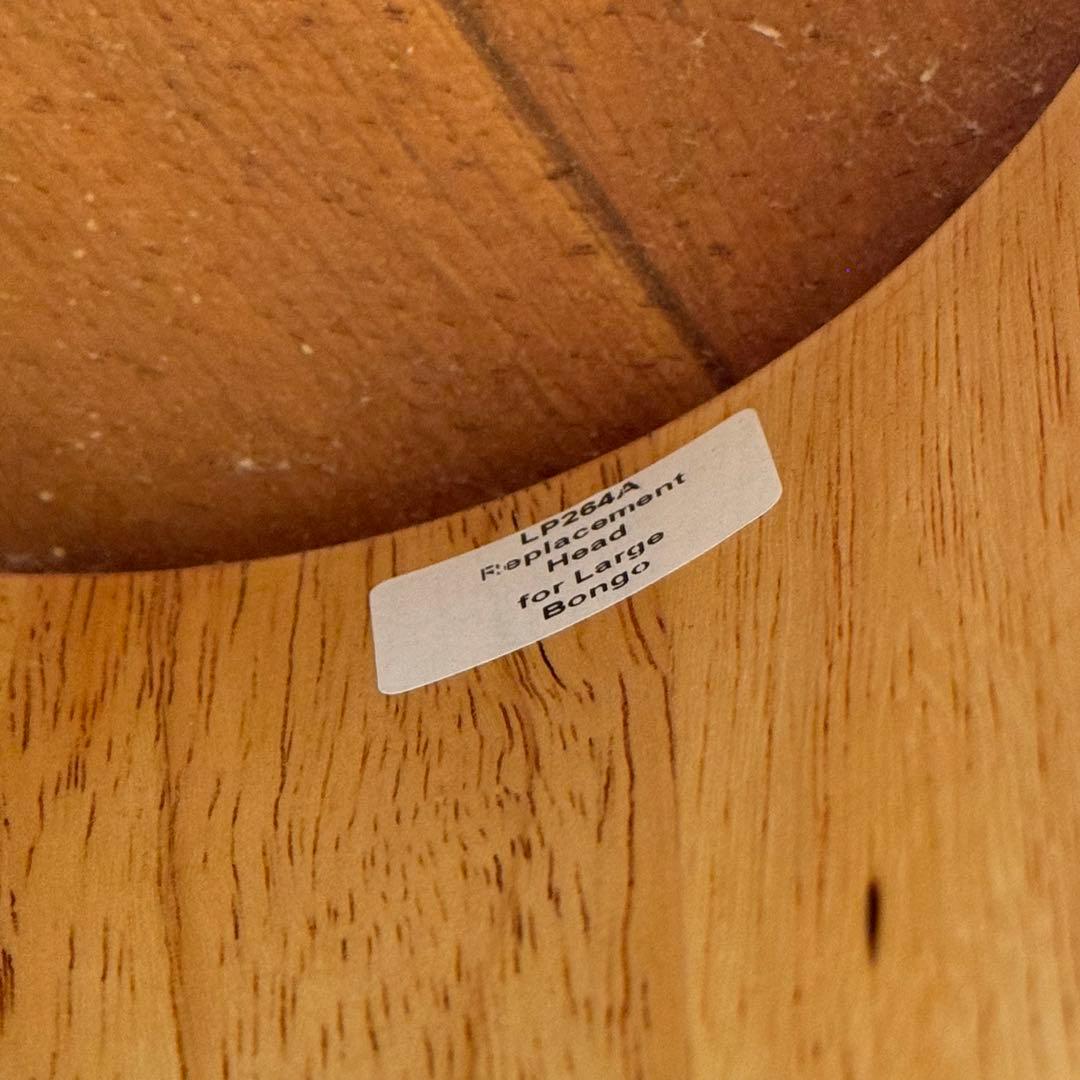 LP264A
Replacement
Head
for Large
Bongo